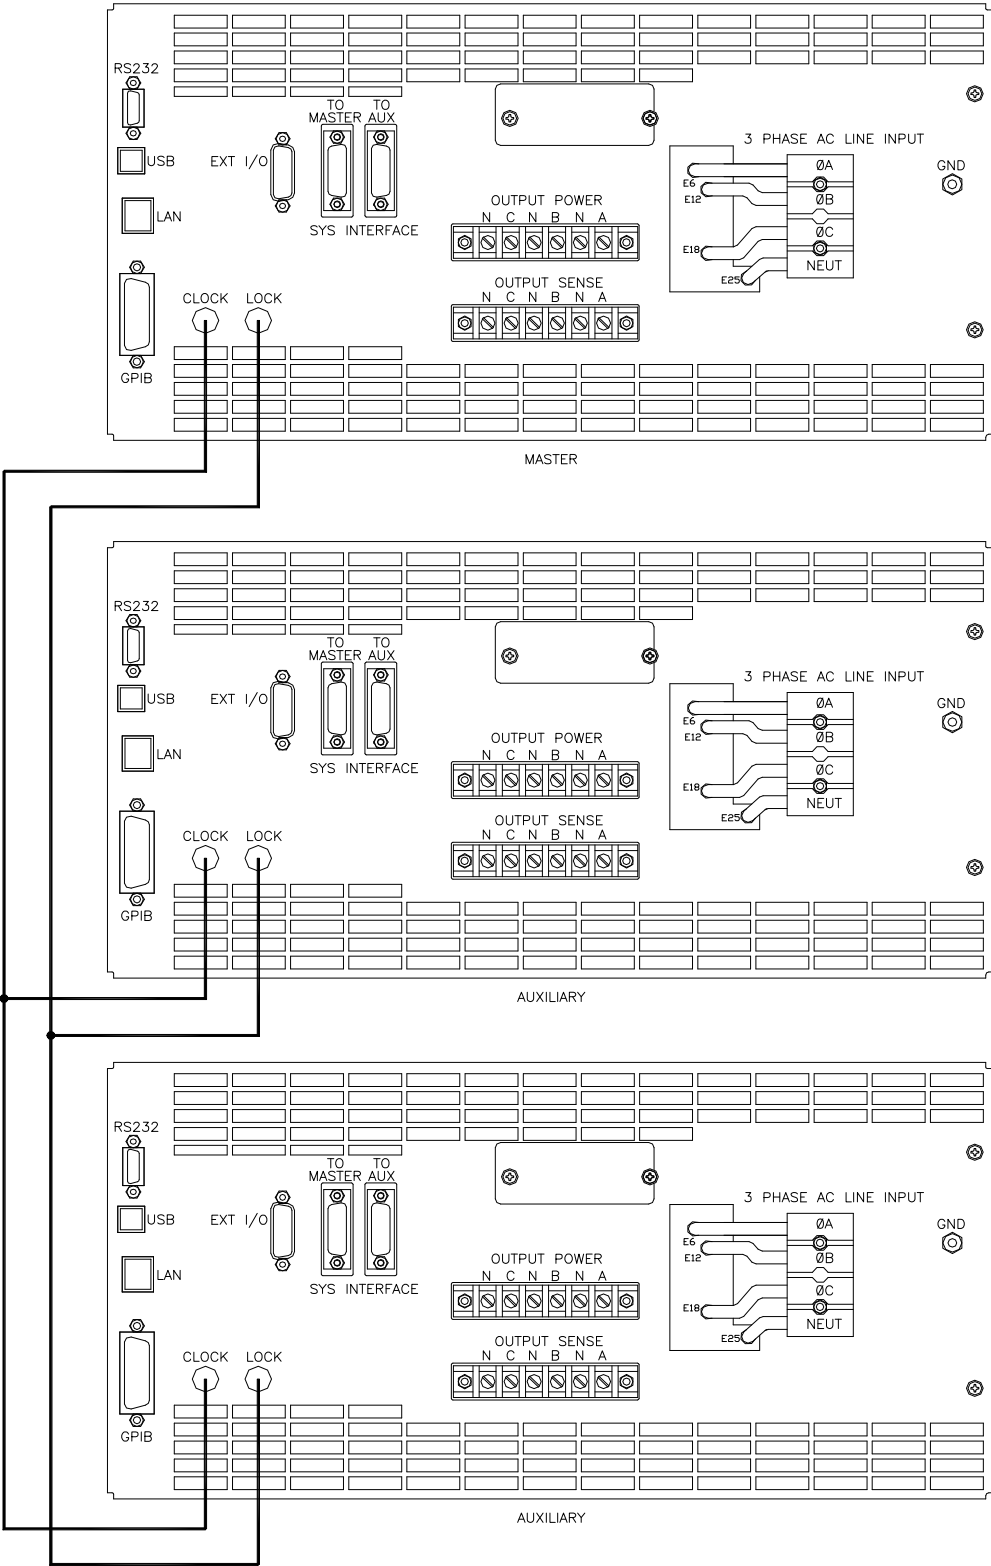 RS232
TO TO
MASTER AUX
3 PHASE AC LINE INPUT
USB
EXT I/O
ØA
GND
E6
E12
ØB
LAN
OUTPUT POWER
N C N B N A
SYS INTERFACE
ØC
E18
NEUT
E25
OUTPUT SENSE
N C N B N A
CLOCK LOCK
GPIB
MASTER
RS232
TO TO
MASTER AUX
3 PHASE AC LINE INPUT
USB
EXT I/O
ØA
GND
E6
E12
ØB
LAN
OUTPUT POWER
N C N B N A
SYS INTERFACE
ØC
E18
NEUT
E25
OUTPUT SENSE
N C N B N A
CLOCK LOCK
GPIB
AUXILIARY
RS232
TO TO
MASTER AUX
3 PHASE AC LINE INPUT
USB
EXT I/O
ØA
GND
E6
E12
ØB
LAN
OUTPUT POWER
N C N B N A
SYS INTERFACE
ØC
E18
NEUT
E25
OUTPUT SENSE
N C N B N A
CLOCK LOCK
GPIB
AUXILIARY